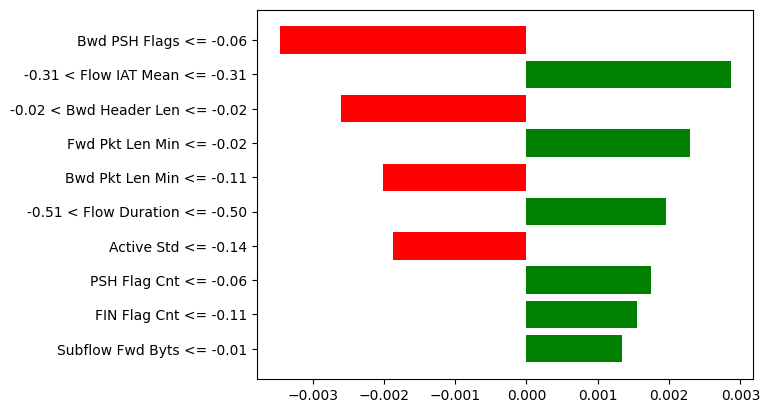 Bwd PSH Flags <= -0.06
-0.31 < Flow IAT Mean <= -0.31
-0.02 < Bwd Header Len <= -0.02
Fwd Pkt Len Min <= -0.02
Bwd Pkt Len Min <= -0.11
-0.51 < Flow Duration <= -0.50
Active Std <= -0.14
PSH Flag Cnt <= -0.06
FIN Flag Cnt <= -0.11
Subflow Fwd Byts <= -0.01
−0.003 −0.002 −0.001 0.000 0.001 0.002 0.003